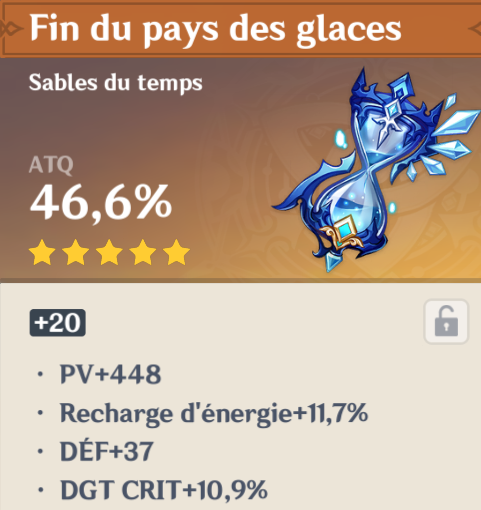 Fin du pays des glaces
Sables du temps
ATQ
46,6%
+20
· PV+448
· Recharge d'énergie+11,7%
· DÉF+37
· DGT CRIT+10,9%